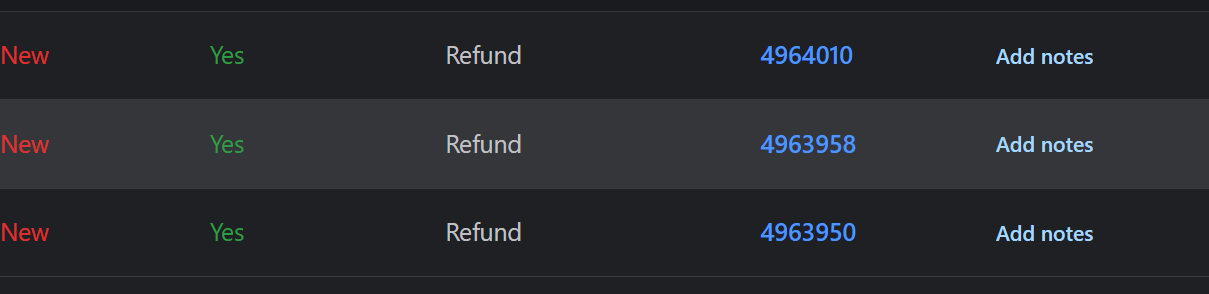 New Yes Refund 4964010 Add notes
New Yes Refund 4963958 Add notes
New Yes Refund 4963950 Add notes